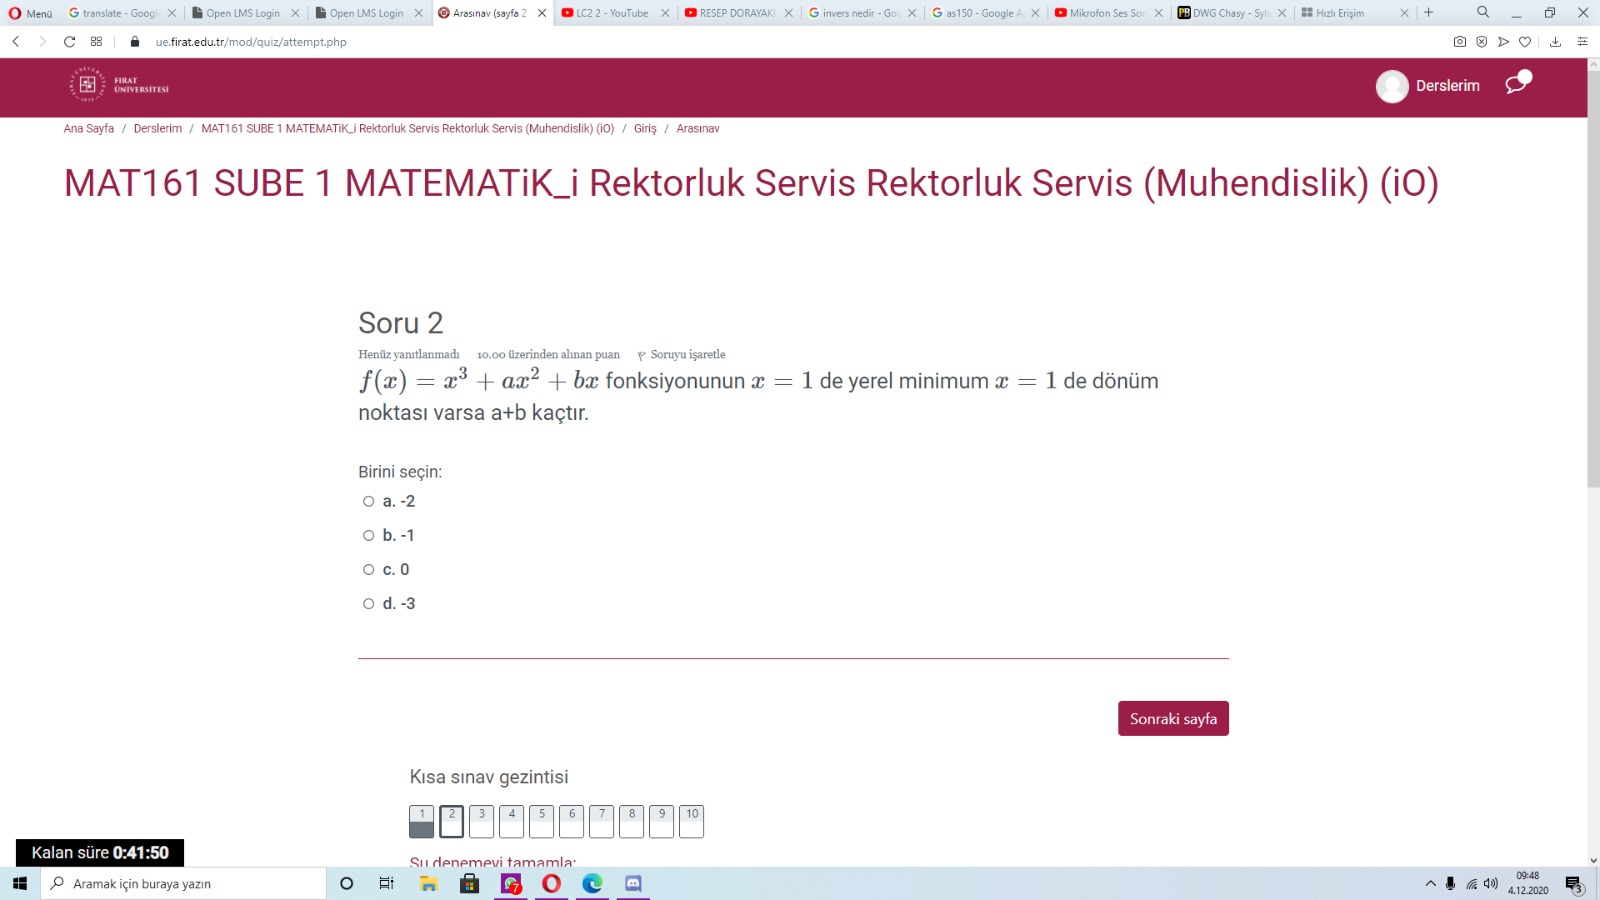 Menü
translate - Google
Open LMS Login
Open LMS Login
Arasınav (sayfa 2
LC2 2 - YouTube
RESEP DORAYAKI
invers nedir - Goo
as150 - Google A
Mikrofon Ses Sor
DWG Chasy - Syla
Hızlı Erişim
ue.firat.edu.tr/mod/quiz/attempt.php
FIRAT
ÜNİVERSİTESİ
Derslerim
Ana Sayfa / Derslerim / MAT161 SUBE 1 MATEMATiK_i Rektorluk Servis Rektorluk Servis (Muhendislik) (iO) / Giriş / Arasınav
MAT161 SUBE 1 MATEMATiK_i Rektorluk Servis Rektorluk Servis (Muhendislik) (iO)
Soru 2
Henüz yanıtlanmadı 10.00 üzerinden alınan puan Soruyu işaretle
f(x) = x³ + ax² + bx fonksiyonunun x = 1 de yerel minimum x = 1 de dönüm
noktası varsa a+b kaçtır.
Birini seçin:
a. -2
b. -1
c. 0
d. -3
Sonraki sayfa
Kısa sınav gezintisi
1 2 3 4 5 6 7 8 9 10
Şu denemeyi tamamla:
Kalan süre 0:41:50
Aramak için buraya yazın
7
09:48
4.12.2020
3